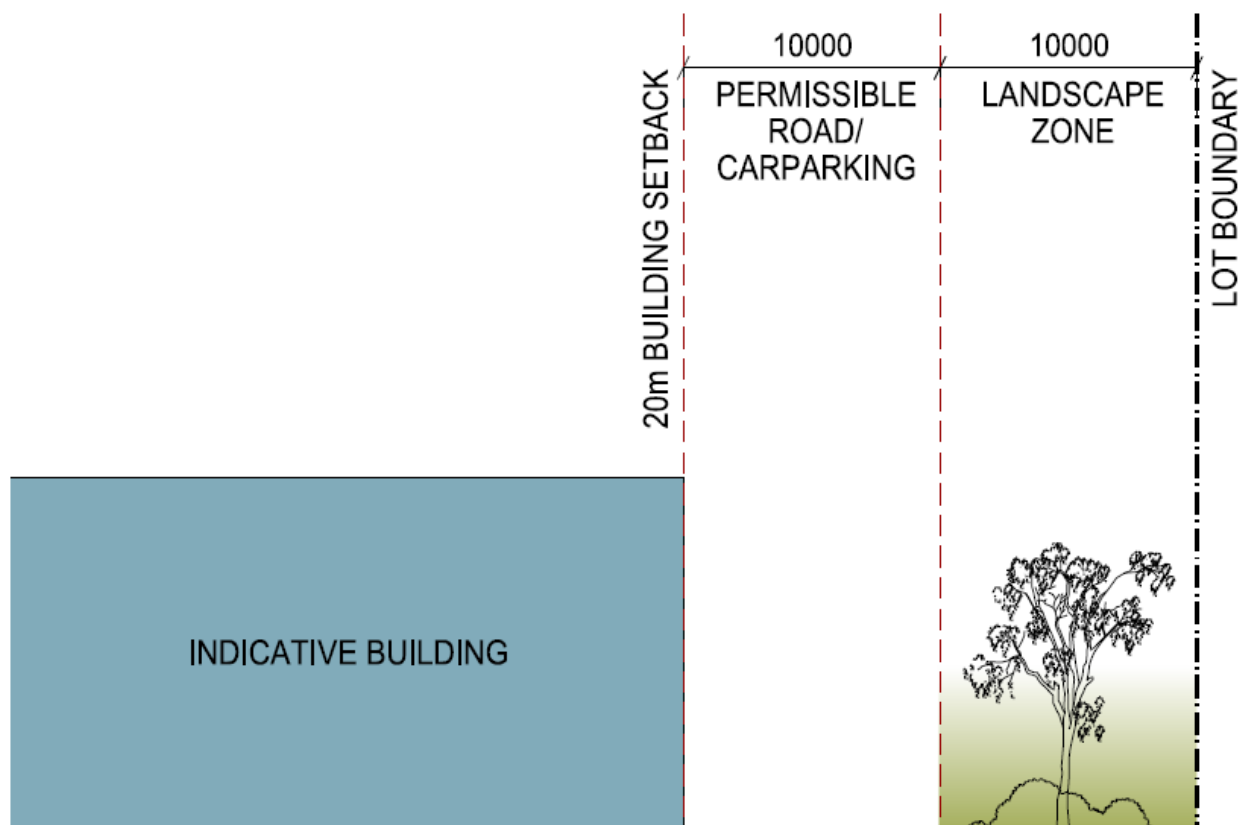 10000
10000
PERMISSIBLE
ROAD/
CARPARKING
LANDSCAPE
ZONE
20m BUILDING SETBACK
LOT BOUNDARY
INDICATIVE BUILDING